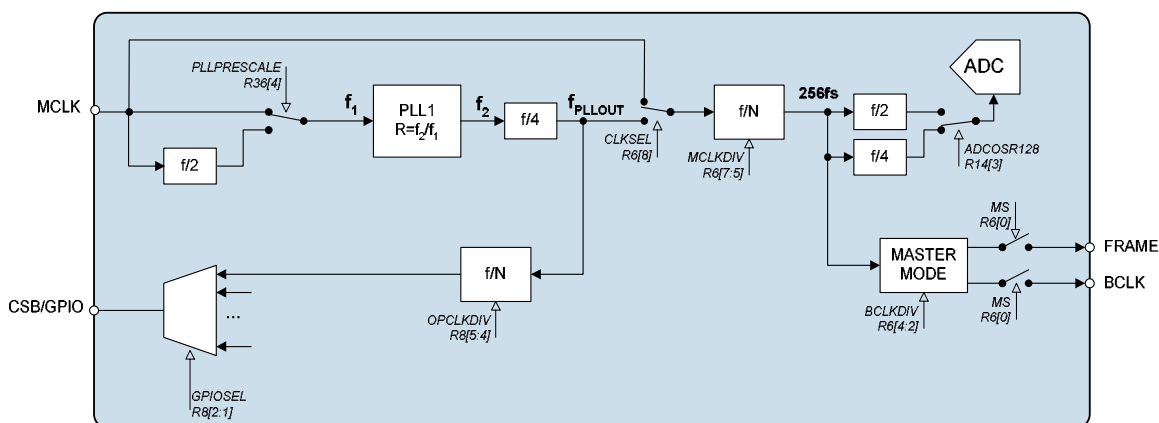 PLLPRESCALE
R36[4]
MCLK
f/2
f1
PLL1
R=f2/f1
f2
f/4
fPLLOUT
CLKSEL
R6[8]
f/N
MCLKDIV
R6[7:5]
256fs
f/2
f/4
ADC
ADCOSR128
R14[3]
MS
R6[0]
MASTER
MODE
FRAME
BCLK
BCLKDIV
R6[4:2]
MS
R6[0]
CSB/GPIO
...
GPIOSEL
R8[2:1]
f/N
OPCLKDIV
R8[5:4]